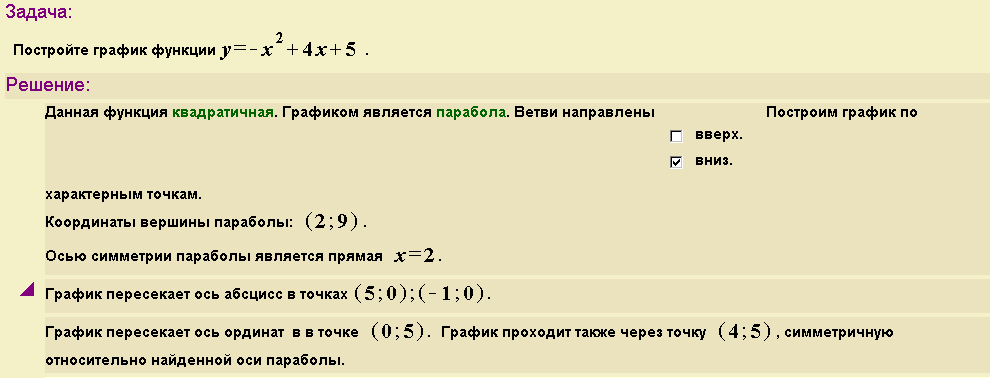 Задача:
Постройте график функции y=-x²+4x+5 .
Решение:
Данная функция квадратичная. Графиком является парабола. Ветви направлены Построим график по
вверх.
вниз.
характерным точкам.
Координаты вершины параболы: (2;9).
Осью симметрии параболы является прямая x=2.
График пересекает ось абсцисс в точках (5;0);(-1;0).
График пересекает ось ординат в в точке (0;5). График проходит также через точку (4;5), симметричную
относительно найденной оси параболы.